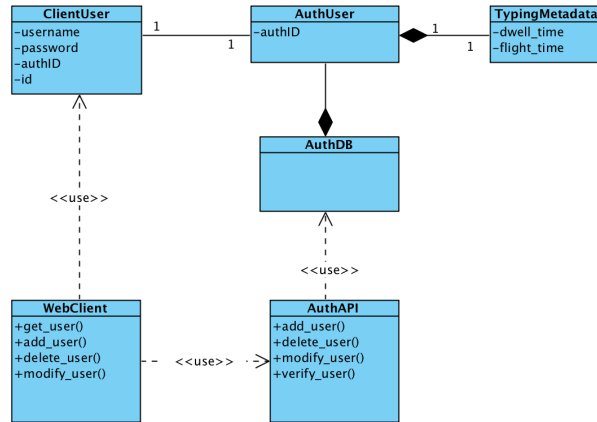 ClientUser
-username
-password
-authID
-id
1
1
AuthUser
-authID
1
1
TypingMetadata
-dwell_time
-flight_time
AuthDB
<<use>>
<<use>>
WebClient
+get_user()
+add_user()
+delete_user()
+modify_user()
<<use>>
AuthAPI
+add_user()
+delete_user()
+modify_user()
+verify_user()